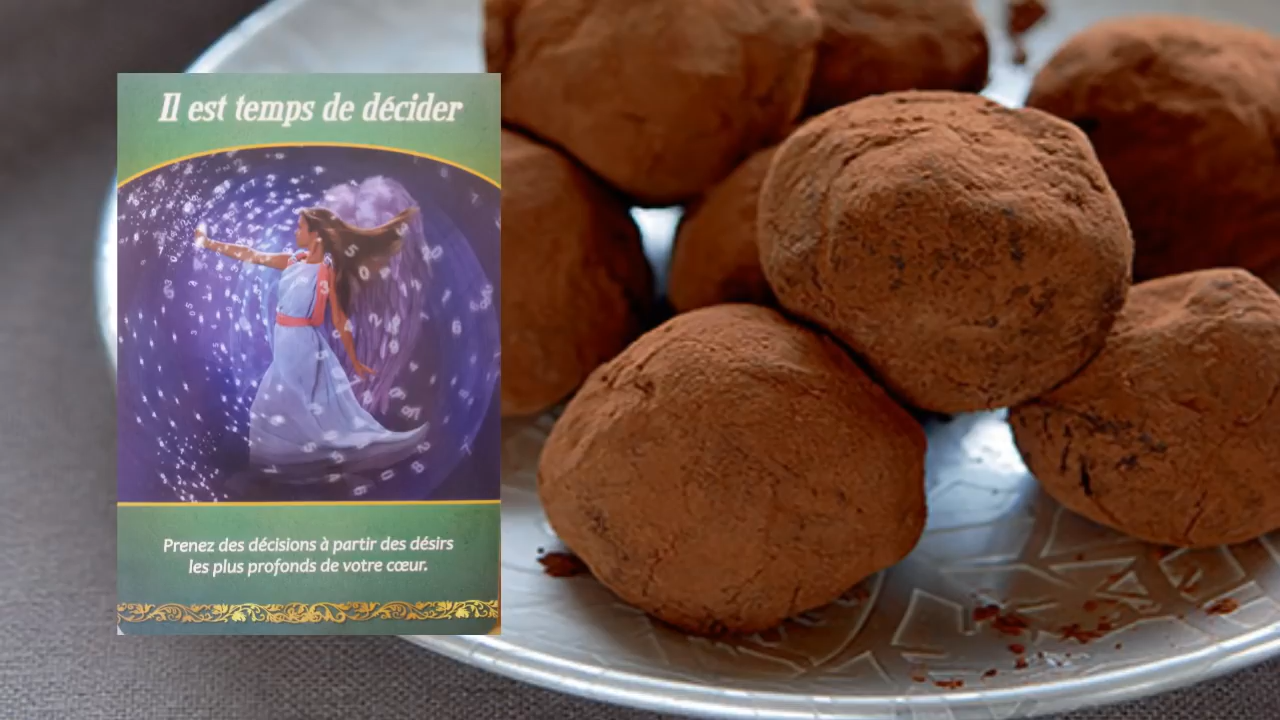 Il est temps de décider
Prenez des décisions à partir des désirs
les plus profonds de votre cœur.